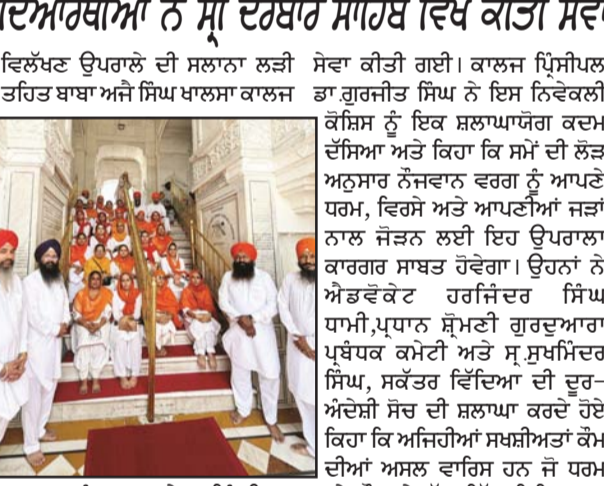 ਨੇ ਸ੍ਰੀ ਦਰਬਾਰ ਸਾਹਿਬ ਵਿਖੇ ਕੀਤੀ ਸੇਵਾ
ਵਿਲੱਖਣ ਉਪਰਾਲੇ ਦੀ ਸਲਾਨਾ ਲੜੀ
ਤਹਿਤ ਬਾਬਾ ਅਜੈ ਸਿੰਘ ਖਾਲਸਾ ਕਾਲਜ
ਸੇਵਾ ਕੀਤੀ ਗਈ। ਕਾਲਜ ਪ੍ਰਿੰਸੀਪਲ
ਡਾ.ਗੁਰਜੀਤ ਸਿੰਘ ਨੇ ਇਸ ਨਿਵੇਕਲੀ
ਕੋਸ਼ਿਸ ਨੂੰ ਇਕ ਸ਼ਲਾਘਾਯੋਗ ਕਦਮ
ਦੱਸਿਆ ਅਤੇ ਕਿਹਾ ਕਿ ਸਮੇਂ ਦੀ ਲੋੜ
ਅਨੁਸਾਰ ਨੌਜਵਾਨ ਵਰਗ ਨੂੰ ਆਪਣੇ
ਧਰਮ, ਵਿਰਸੇ ਅਤੇ ਆਪਣੀਆਂ ਜੜਾਂ
ਨਾਲ ਜੋੜਨ ਲਈ ਇਹ ਉਪਰਾਲਾ
ਕਾਰਗਰ ਸਾਬਤ ਹੋਵੇਗਾ। ਉਹਨਾਂ ਨੇ
ਐਡਵੋਕੇਟ ਹਰਜਿੰਦਰ ਸਿੰਘ
ਧਾਮੀ,ਪ੍ਰਧਾਨ ਸ਼੍ਰੋਮਣੀ ਗੁਰਦੁਆਰਾ
ਪ੍ਰਬੰਧਕ ਕਮੇਟੀ ਅਤੇ ਸ੍ਰ.ਸੁਖਮਿੰਦਰ
ਸਿੰਘ, ਸਕੱਤਰ ਵਿੱਦਿਆ ਦੀ ਦੂਰ-
ਅੰਦੇਸ਼ੀ ਸੋਚ ਦੀ ਸ਼ਲਾਘਾ ਕਰਦੇ ਹੋਏ
ਕਿਹਾ ਕਿ ਅਜਿਹੀਆਂ ਸਖਸ਼ੀਅਤਾਂ ਕੌਮ
ਦੀਆਂ ਅਸਲ ਵਾਰਿਸ ਹਨ ਜੋ ਧਰਮ